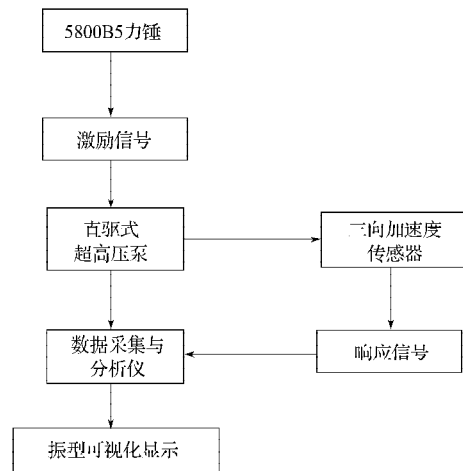 5800B5力锤
激励信号
直驱式
超高压泵
三向加速度
传感器
数据采集与
分析仪
响应信号
振型可视化显示